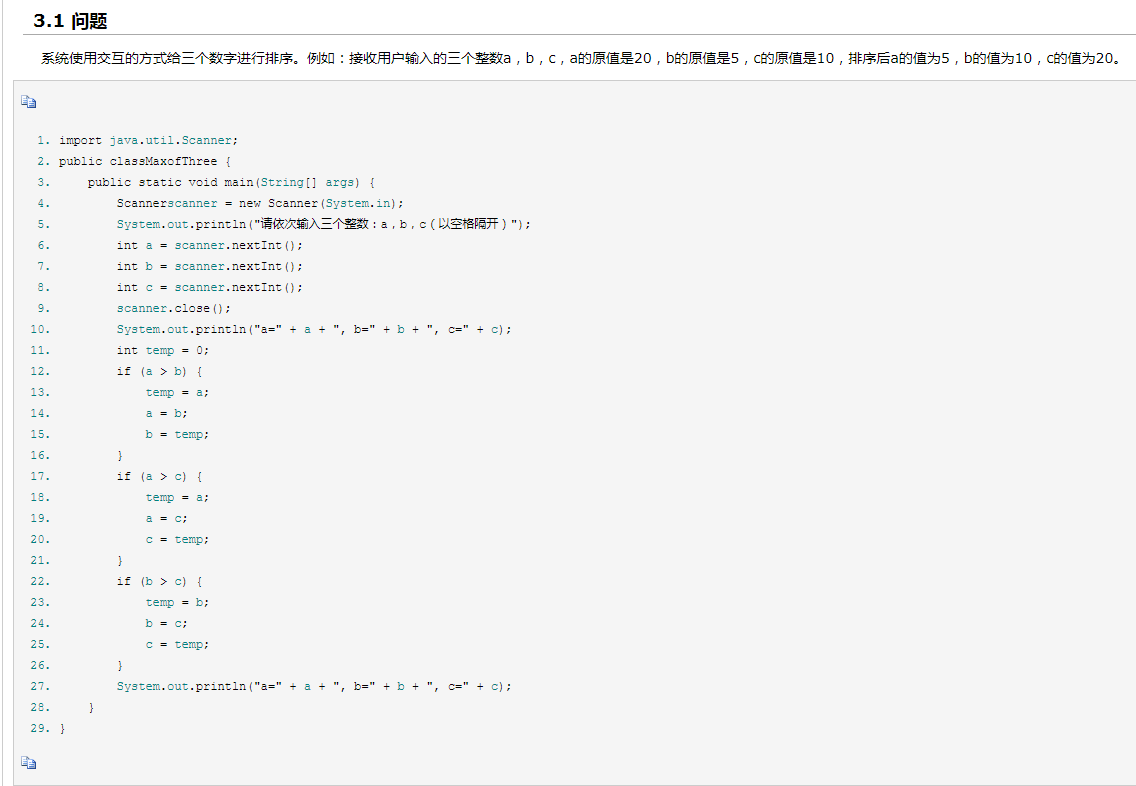 3.1 问题
系统使用交互的方式给三个数字进行排序。例如：接收用户输入的三个整数a，b，c，a的原值是20，b的原值是5，c的原值是10，排序后a的值为5，b的值为10，c的值为20。
1. import java.util.Scanner;
2. public classMaxofThree {
3.     public static void main(String[] args) {
4.         Scannerscanner = new Scanner(System.in);
5.         System.out.println("请依次输入三个整数：a，b，c（以空格隔开）");
6.         int a = scanner.nextInt();
7.         int b = scanner.nextInt();
8.         int c = scanner.nextInt();
9.         scanner.close();
10.         System.out.println("a=" + a + ", b=" + b + ", c=" + c);
11.         int temp = 0;
12.         if (a > b) {
13.             temp = a;
14.             a = b;
15.             b = temp;
16.         }
17.         if (a > c) {
18.             temp = a;
19.             a = c;
20.             c = temp;
21.         }
22.         if (b > c) {
23.             temp = b;
24.             b = c;
25.             c = temp;
26.         }
27.         System.out.println("a=" + a + ", b=" + b + ", c=" + c);
28.     }
29. }